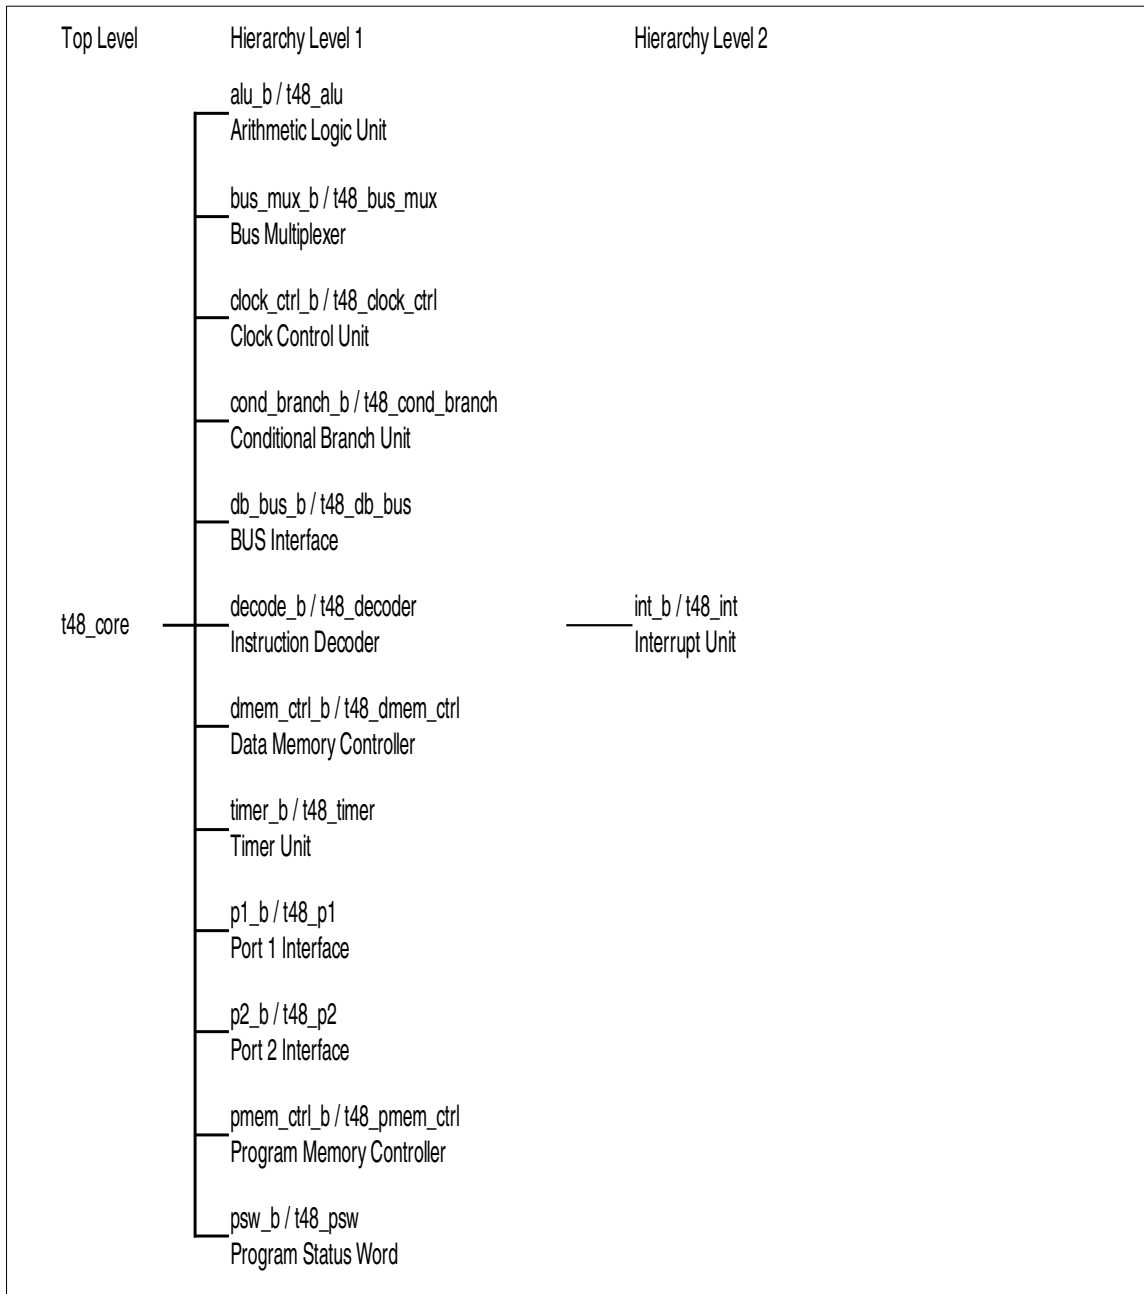 Top Level Hierarchy Level 1 Hierarchy Level 2
alu_b / t48_alu
Arithmetic Logic Unit
bus_mux_b / t48_bus_mux
Bus Multiplexer
clock_ctrl_b / t48_clock_ctrl
Clock Control Unit
cond_branch_b / t48_cond_branch
Conditional Branch Unit
db_bus_b / t48_db_bus
BUS Interface
t48_core
decode_b / t48_decoder
Instruction Decoder
int_b / t48_int
Interrupt Unit
dmem_ctrl_b / t48_dmem_ctrl
Data Memory Controller
timer_b / t48_timer
Timer Unit
p1_b / t48_p1
Port 1 Interface
p2_b / t48_p2
Port 2 Interface
pmem_ctrl_b / t48_pmem_ctrl
Program Memory Controller
psw_b / t48_psw
Program Status Word